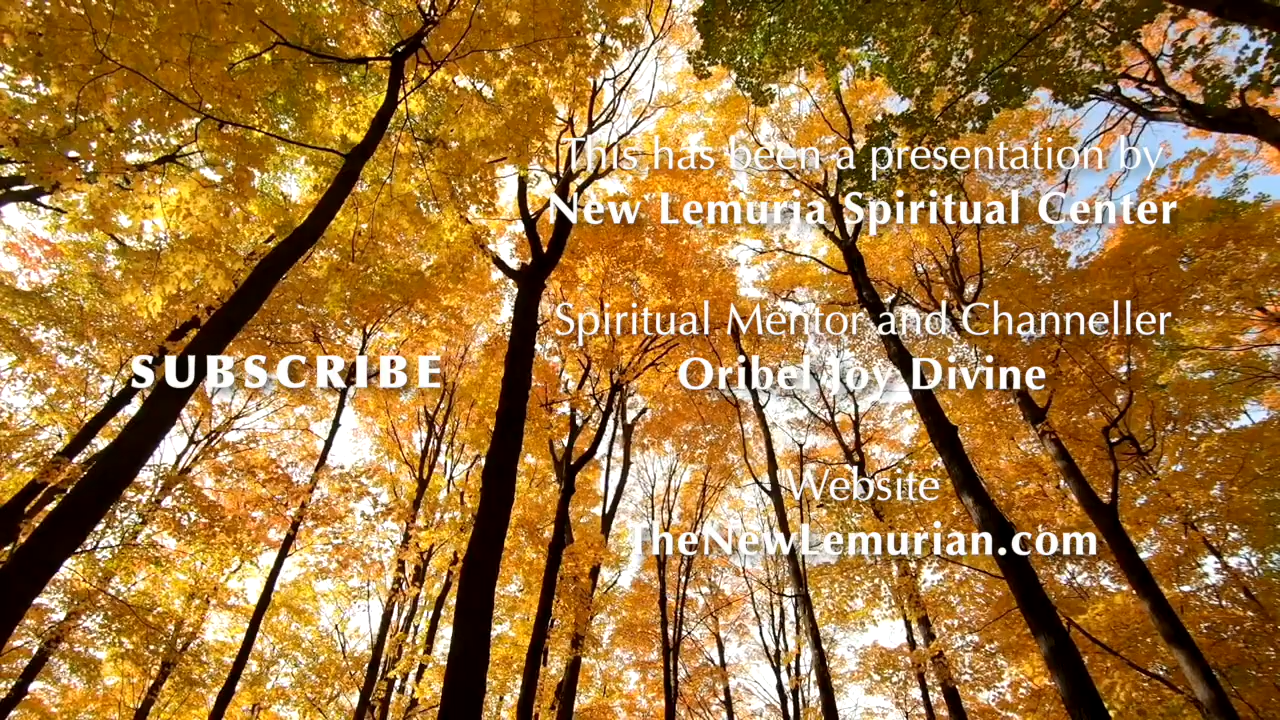 This has been a presentation by
New Lemuria Spiritual Center
Spiritual Mentor and Channeller
SUBSCRIBE
Oribel Joy Divine
Website
TheNewLemurian.com